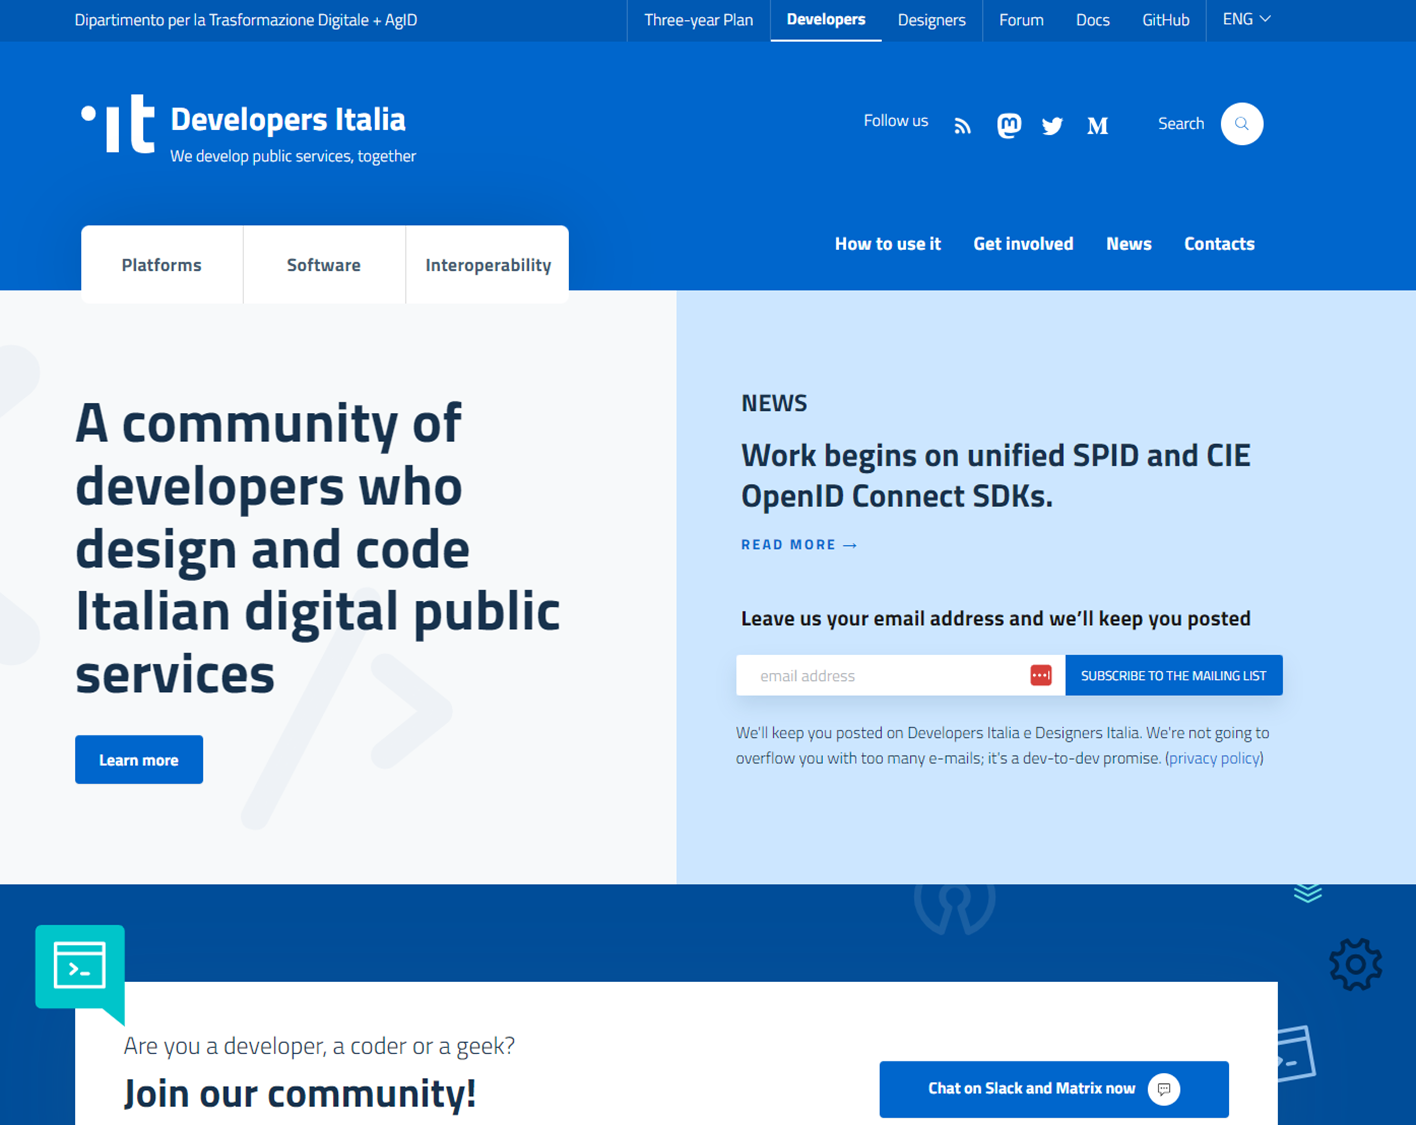 Dipartimento per la Trasformazione Digitale + AgID
Three-year Plan
Developers
Designers
Forum
Docs
GitHub
ENG
it
Developers Italia
We develop public services, together
Follow us
Search
Platforms
Software
Interoperability
How to use it
Get involved
News
Contacts
A community of
developers who
design and code
Italian digital public
services
Learn more
NEWS
Work begins on unified SPID and CIE
OpenID Connect SDKs.
READ MORE →
Leave us your email address and we’ll keep you posted
email address
SUBSCRIBE TO THE MAILING LIST
We'll keep you posted on Developers Italia e Designers Italia. We're not going to
overflow you with too many e-mails; it's a dev-to-dev promise. (privacy policy)
Are you a developer, a coder or a geek?
Join our community!
Chat on Slack and Matrix now